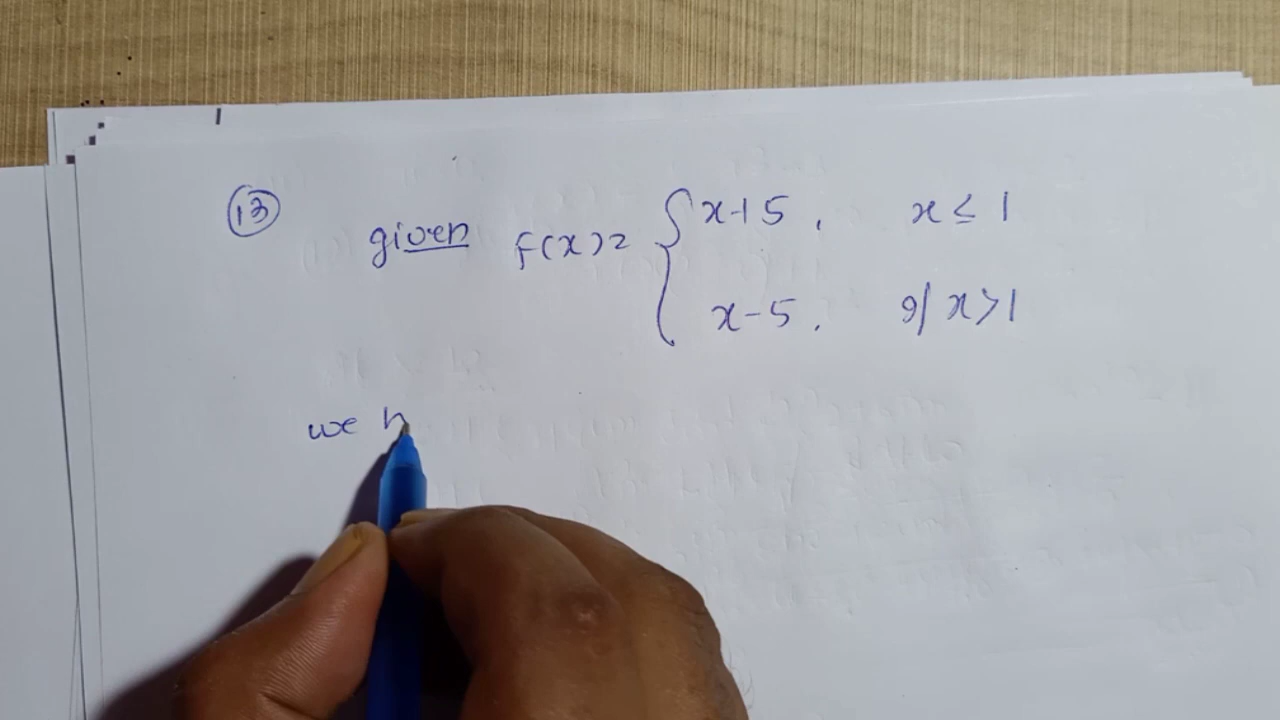 13
given f(x) = { x+5 , x ≤ 1
x-5 , if x>1
we h